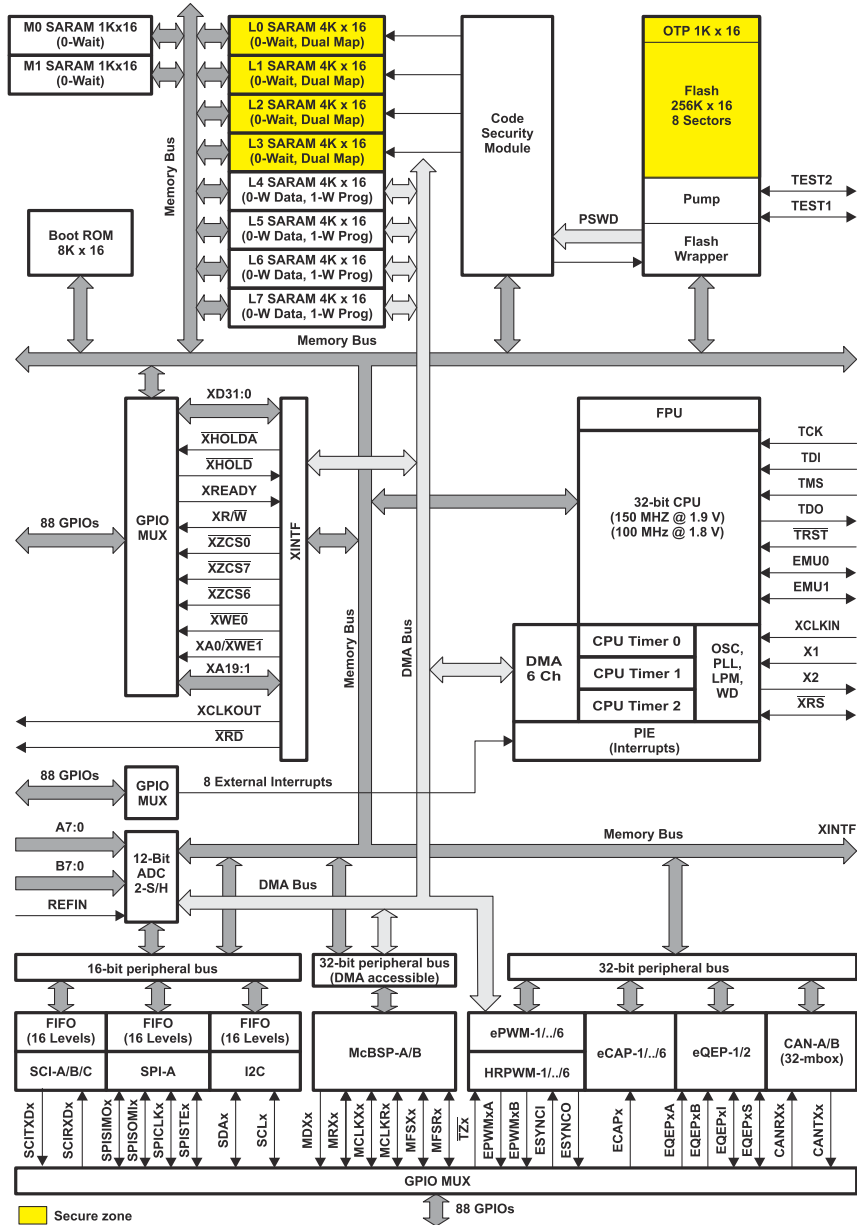 M0 SARAM 1Kx16
(0-Wait)
M1 SARAM 1Kx16
(0-Wait)
L0 SARAM 4K x 16
(0-Wait, Dual Map)
L1 SARAM 4K x 16
(0-Wait, Dual Map)
L2 SARAM 4K x 16
(0-Wait, Dual Map)
L3 SARAM 4K x 16
(0-Wait, Dual Map)
L4 SARAM 4K x 16
(0-W Data, 1-W Prog)
L5 SARAM 4K x 16
(0-W Data, 1-W Prog)
L6 SARAM 4K x 16
(0-W Data, 1-W Prog)
L7 SARAM 4K x 16
(0-W Data, 1-W Prog)
Memory Bus
Boot ROM
8K x 16
Code
Security
Module
OTP 1K x 16
Flash
256K x 16
8 Sectors
Pump
Flash
Wrapper
PSWD
TEST2
TEST1
Memory Bus
XD31:0
XHOLDA
XHOLD
XREADY
XR/W
XZCS0
XZCS7
XZCS6
XWE0
XA0/XWE1
XA19:1
XCLKOUT
XRD
88 GPIOs
GPIO
MUX
XINTF
Memory Bus
DMA Bus
FPU
32-bit CPU
(150 MHZ @ 1.9 V)
(100 MHz @ 1.8 V)
DMA
6 Ch
CPU Timer 0
CPU Timer 1
CPU Timer 2
OSC,
PLL,
LPM,
WD
PIE
(Interrupts)
TCK
TDI
TMS
TDO
TRST
EMU0
EMU1
XCLKIN
X1
X2
XRS
88 GPIOs
GPIO
MUX
8 External Interrupts
A7:0
B7:0
REFIN
12-Bit
ADC
2-S/H
Memory Bus
XINTF
DMA Bus
16-bit peripheral bus
32-bit peripheral bus
(DMA accessible)
32-bit peripheral bus
FIFO
(16 Levels)
SCI-A/B/C
FIFO
(16 Levels)
SPI-A
FIFO
(16 Levels)
I2C
McBSP-A/B
ePWM-1/../6
HRPWM-1/../6
eCAP-1/../6
eQEP-1/2
CAN-A/B
(32-mbox)
SCITXDx
SCIRXDx
SPISIMOx
SPISOMIx
SPICLKx
SPISTEx
SDAx
SCLx
MDXx
MRXx
MCLKXx
MCLKRx
MFSXx
MFSRx
TZx
EPWMxA
EPWMxB
ESYNCI
ESYNCO
ECAPx
EQEPxA
EQEPxB
EQEPxI
EQEPxS
CANRXx
CANTXx
GPIO MUX
88 GPIOs
Secure zone